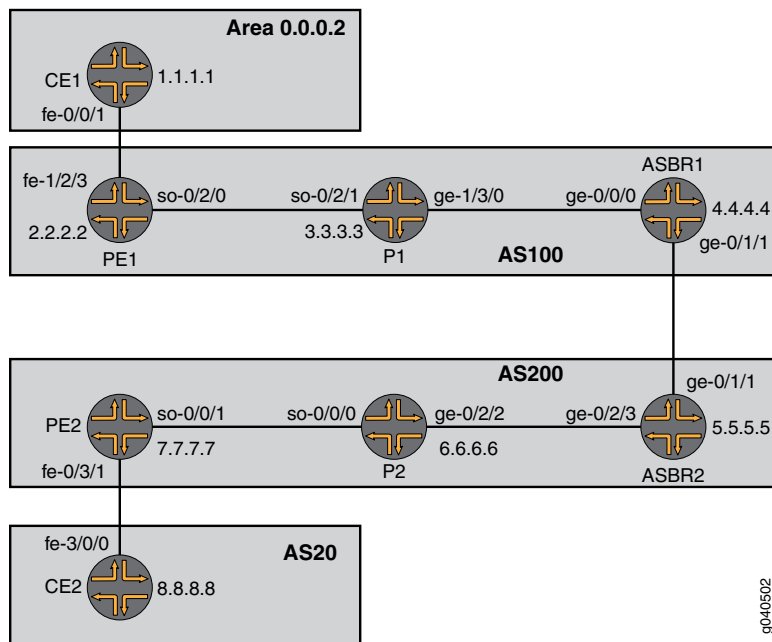 Area 0.0.0.2
CE1
1.1.1.1
fe-0/0/1
ASBR1
fe-1/2/3
so-0/2/0
so-0/2/1
ge-1/3/0
ge-0/0/0
4.4.4.4
2.2.2.2
3.3.3.3
ge-0/1/1
PE1
P1
AS100
AS200
ge-0/1/1
so-0/0/1
so-0/0/0
ge-0/2/2
ge-0/2/3
PE2
5.5.5.5
7.7.7.7
6.6.6.6
fe-0/3/1
P2
ASBR2
fe-3/0/0
AS20
CE2
8.8.8.8
g040502